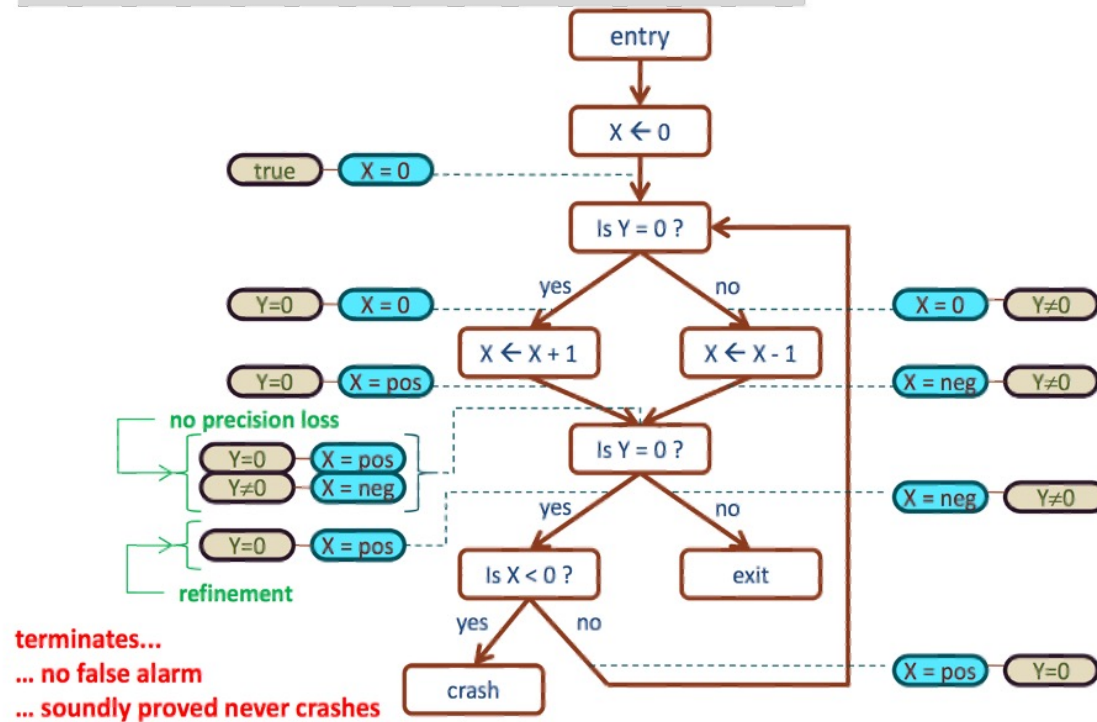 entry
X ← 0
true X = 0
Is Y = 0 ?
yes no
Y=0 X = 0 X = 0 Y≠0
X ← X + 1 X ← X - 1
Y=0 X = pos X = neg Y≠0
no precision loss
Is Y = 0 ?
Y=0 X = pos
Y≠0 X = neg
X = neg Y≠0
yes no
Y=0 X = pos
Is X < 0 ? exit
refinement
yes no
terminates...
... no false alarm
... soundly proved never crashes
crash
X = pos Y=0